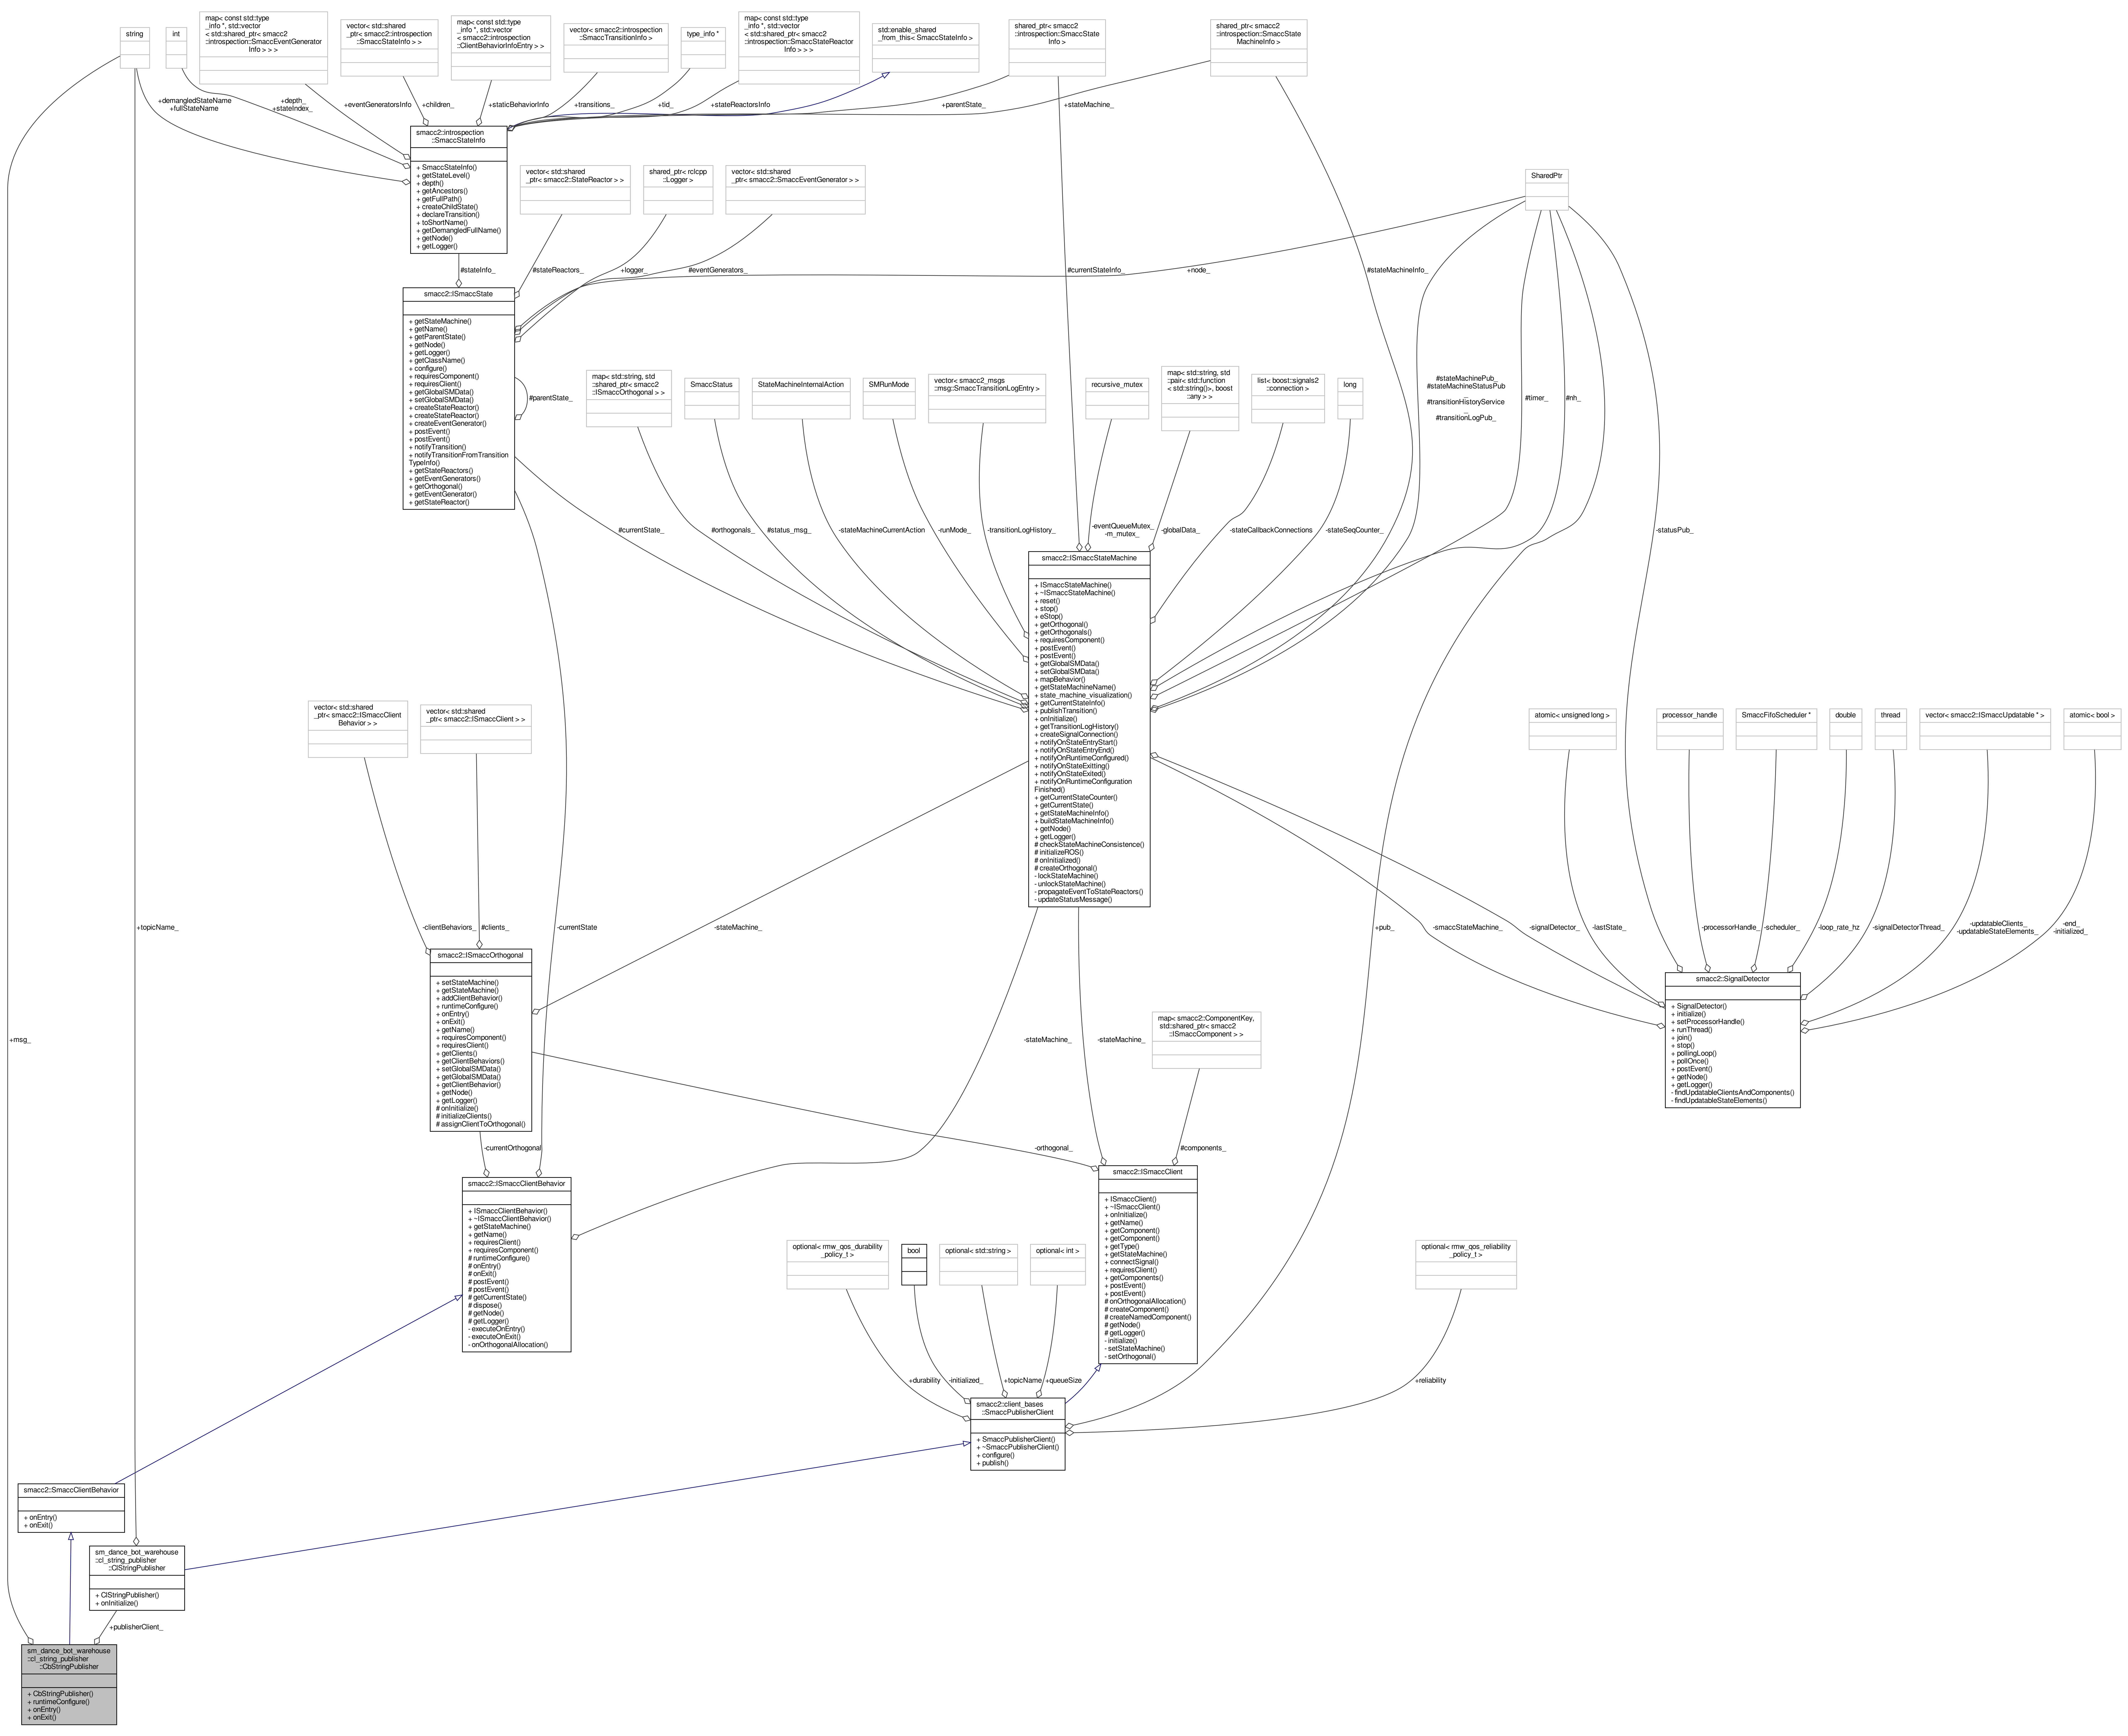 string
int
map< const std::type
_info *, std::vector
< std::shared_ptr< smacc2
::introspection::SmaccEventGenerator
Info > > >
vector< std::shared
_ptr< smacc2::introspection
::SmaccStateInfo > >
map< const std::type
_info *, std::vector
< smacc2::introspection
::ClientBehaviorInfoEntry > >
vector< smacc2::introspection
::SmaccTransitionInfo >
type_info *
map< const std::type
_info *, std::vector
< std::shared_ptr< smacc2
::introspection::SmaccStateReactor
Info > > >
std::enable_shared
_from_this< SmaccStateInfo >
shared_ptr< smacc2
::introspection::SmaccState
Info >
shared_ptr< smacc2
::introspection::SmaccState
MachineInfo >
+demangledStateName
+fullStateName
+depth_
+stateIndex_
+eventGeneratorsInfo
+children_
+staticBehaviorInfo
+transitions_
+tid_
+stateReactorsInfo
+parentState_
+stateMachine_
smacc2::introspection
::SmaccStateInfo
+ SmaccStateInfo()
+ getStateLevel()
+ depth()
+ getAncestors()
+ getFullPath()
+ createChildState()
+ declareTransition()
+ toShortName()
+ getDemangledFullName()
+ getNode()
+ getLogger()
vector< std::shared
_ptr< smacc2::StateReactor > >
shared_ptr< rclcpp
::Logger >
vector< std::shared
_ptr< smacc2::SmaccEventGenerator > >
SharedPtr
#stateInfo_
#stateReactors_
+logger_
#eventGenerators_
#currentStateInfo_
+node_
#stateMachineInfo_
smacc2::ISmaccState
+ getStateMachine()
+ getName()
+ getParentState()
+ getNode()
+ getLogger()
+ getClassName()
+ configure()
+ requiresComponent()
+ requiresClient()
+ getGlobalSMData()
+ setGlobalSMData()
+ createStateReactor()
+ createStateReactor()
+ createEventGenerator()
+ postEvent()
+ postEvent()
+ notifyTransition()
+ notifyTransitionFromTransition
TypeInfo()
+ getStateReactors()
+ getEventGenerators()
+ getOrthogonal()
+ getEventGenerator()
+ getStateReactor()
#parentState_
map< std::string, std
::shared_ptr< smacc2
::ISmaccOrthogonal > >
SmaccStatus
StateMachineInternalAction
SMRunMode
vector< smacc2_msgs
::msg::SmaccTransitionLogEntry >
recursive_mutex
map< std::string, std
::pair< std::function
< std::string()>, boost
::any > >
list< boost::signals2
::connection >
long
#stateMachinePub_
#stateMachineStatusPub
_
#transitionHistoryService
_
#transitionLogPub_
#timer_
#nh_
#currentState_
#orthogonals_
#status_msg_
-stateMachineCurrentAction
-runMode_
-transitionLogHistory_
-eventQueueMutex_
-m_mutex_
-globalData_
-stateCallbackConnections
-stateSeqCounter_
-statusPub_
smacc2::ISmaccStateMachine
+ ISmaccStateMachine()
+ ~ISmaccStateMachine()
+ reset()
+ stop()
+ eStop()
+ getOrthogonal()
+ getOrthogonals()
+ requiresComponent()
+ postEvent()
+ postEvent()
+ getGlobalSMData()
+ setGlobalSMData()
+ mapBehavior()
+ getStateMachineName()
+ state_machine_visualization()
+ getCurrentStateInfo()
+ publishTransition()
+ onInitialize()
+ getTransitionLogHistory()
+ createSignalConnection()
+ notifyOnStateEntryStart()
+ notifyOnStateEntryEnd()
+ notifyOnRuntimeConfigured()
+ notifyOnStateExitting()
+ notifyOnStateExited()
+ notifyOnRuntimeConfiguration
Finished()
+ getCurrentStateCounter()
+ getCurrentState()
+ getStateMachineInfo()
+ buildStateMachineInfo()
+ getNode()
+ getLogger()
# checkStateMachineConsistence()
# initializeROS()
# onInitialized()
# createOrthogonal()
- lockStateMachine()
- unlockStateMachine()
- propagateEventToStateReactors()
- updateStatusMessage()
vector< std::shared
_ptr< smacc2::ISmaccClient
Behavior > >
vector< std::shared
_ptr< smacc2::ISmaccClient > >
atomic< unsigned long >
processor_handle
SmaccFifoScheduler *
double
thread
vector< smacc2::ISmaccUpdatable * >
atomic< bool >
+topicName_
-clientBehaviors_
#clients_
-currentState
-stateMachine_
+pub_
-smaccStateMachine_
-signalDetector_
-lastState_
-processorHandle_
-scheduler_
-loop_rate_hz
-signalDetectorThread_
-updatableClients_
-updatableStateElements_
-end_
-initialized_
smacc2::ISmaccOrthogonal
+ setStateMachine()
+ getStateMachine()
+ addClientBehavior()
+ runtimeConfigure()
+ onEntry()
+ onExit()
+ getName()
+ requiresComponent()
+ requiresClient()
+ getClients()
+ getClientBehaviors()
+ setGlobalSMData()
+ getGlobalSMData()
+ getClientBehavior()
+ getNode()
+ getLogger()
# onInitialize()
# initializeClients()
# assignClientToOrthogonal()
smacc2::SignalDetector
+ SignalDetector()
+ initialize()
+ setProcessorHandle()
+ runThread()
+ join()
+ stop()
+ pollingLoop()
+ pollOnce()
+ postEvent()
+ getNode()
+ getLogger()
- findUpdatableClientsAndComponents()
- findUpdatableStateElements()
+msg_
-stateMachine_
-stateMachine_
map< smacc2::ComponentKey,
std::shared_ptr< smacc2
::ISmaccComponent > >
-currentOrthogonal
-orthogonal_
#components_
smacc2::ISmaccClientBehavior
+ ISmaccClientBehavior()
+ ~ISmaccClientBehavior()
+ getStateMachine()
+ getName()
+ requiresClient()
+ requiresComponent()
# runtimeConfigure()
# onEntry()
# onExit()
# postEvent()
# postEvent()
# getCurrentState()
# dispose()
# getNode()
# getLogger()
- executeOnEntry()
- executeOnExit()
- onOrthogonalAllocation()
smacc2::ISmaccClient
+ ISmaccClient()
+ ~ISmaccClient()
+ onInitialize()
+ getName()
+ getComponent()
+ getComponent()
+ getType()
+ getStateMachine()
+ connectSignal()
+ requiresClient()
+ getComponents()
+ postEvent()
+ postEvent()
# onOrthogonalAllocation()
# createComponent()
# createNamedComponent()
# getNode()
# getLogger()
- initialize()
- setStateMachine()
- setOrthogonal()
optional< rmw_qos_durability
_policy_t >
bool
optional< std::string >
optional< int >
optional< rmw_qos_reliability
_policy_t >
+durability
-initialized_
+topicName
+queueSize
+reliability
smacc2::client_bases
::SmaccPublisherClient
+ SmaccPublisherClient()
+ ~SmaccPublisherClient()
+ configure()
+ publish()
smacc2::SmaccClientBehavior
+ onEntry()
+ onExit()
sm_dance_bot_warehouse
::cl_string_publisher
::ClStringPublisher
+ ClStringPublisher()
+ onInitialize()
+publisherClient_
sm_dance_bot_warehouse
::cl_string_publisher
::CbStringPublisher
+ CbStringPublisher()
+ runtimeConfigure()
+ onEntry()
+ onExit()